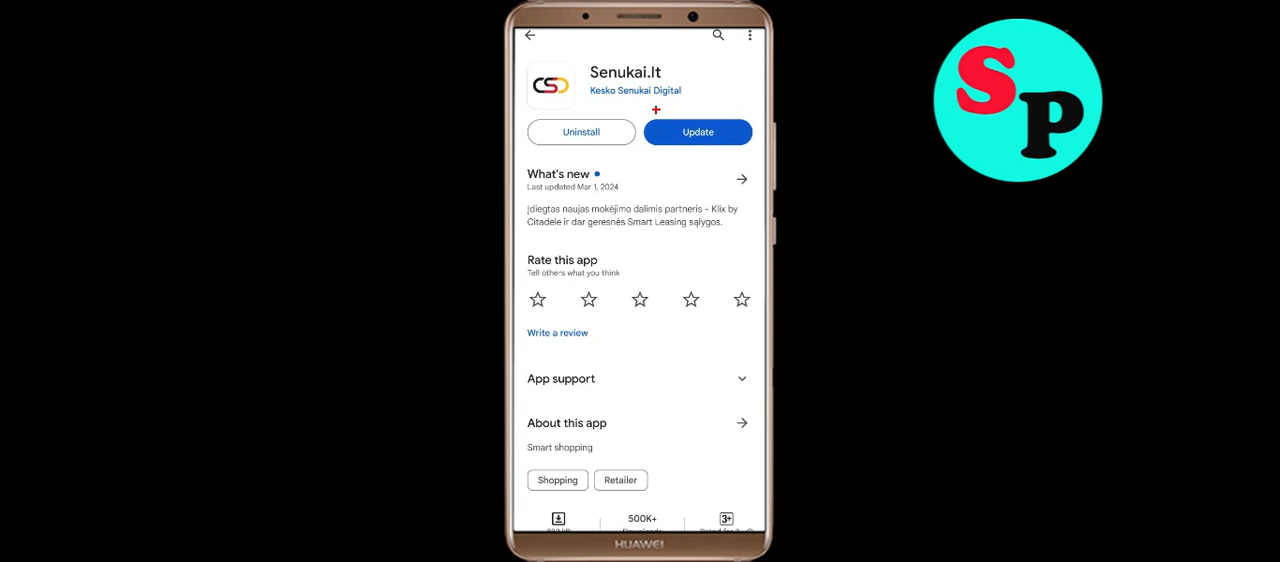 Senukai.lt
Kesko Senukai Digital
Uninstall
Update
What's new
Last updated Mar 1, 2024
Įdiegtas naujas mokėjimo dalimis partneris - Klix by
Citadele ir dar geresnės Smart Leasing sąlygos.
Rate this app
Tell others what you think
Write a review
App support
About this app
Smart shopping
Shopping
Retailer
500K+
3+
HUAWEI
SP